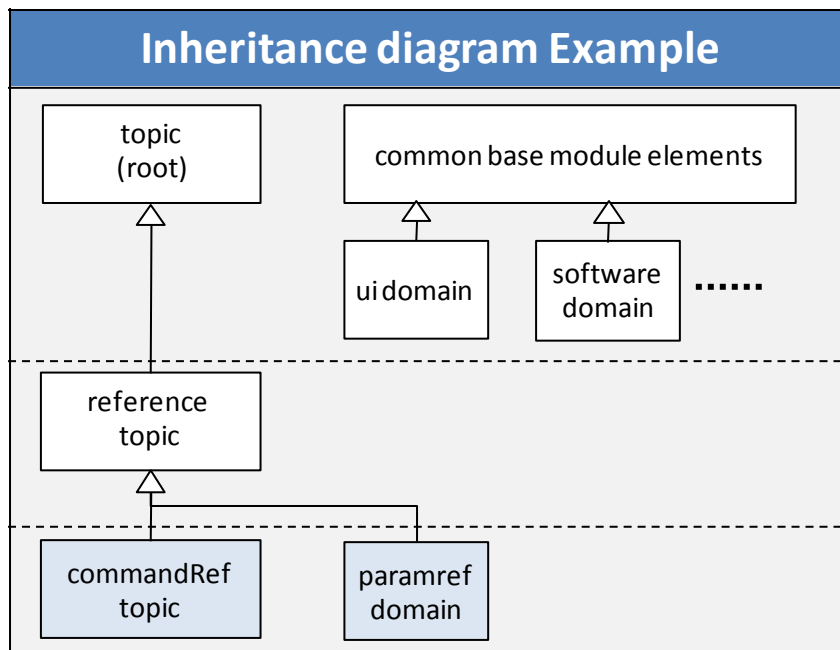 Inheritance diagram Example
topic
(root)
common base module elements
ui domain
software
domain
......
reference
topic
commandRef
topic
paramref
domain